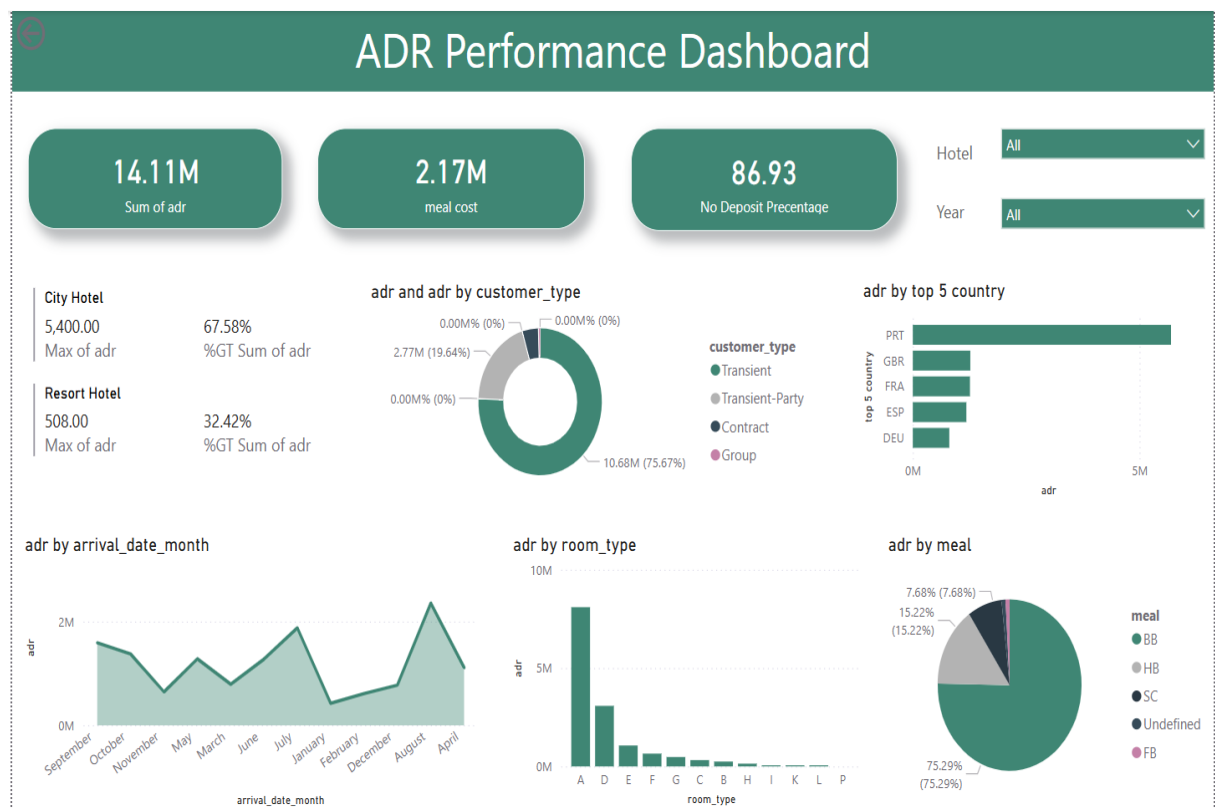 ADR Performance Dashboard
14.11M
Sum of adr
2.17M
meal cost
86.93
No Deposit Precentage
Hotel
All
Year
All
City Hotel
5,400.00
67.58%
Max of adr
%GT Sum of adr
Resort Hotel
508.00
32.42%
Max of adr
%GT Sum of adr
adr and adr by customer_type
0.00M% (0%)
0.00M% (0%)
2.77M (19.64%)
0.00M% (0%)
10.68M (75.67%)
customer_type
Transient
Transient-Party
Contract
Group
adr by top 5 country
top 5 country
PRT
GBR
FRA
ESP
DEU
0M
5M
adr
adr by arrival_date_month
adr
2M
0M
September
October
November
May
March
June
July
January
February
December
August
April
arrival_date_month
adr by room_type
adr
10M
5M
0M
A D E F G C B H I K L P
room_type
adr by meal
7.68% (7.68%)
15.22%
(15.22%)
75.29%
(75.29%)
meal
BB
HB
SC
Undefined
FB